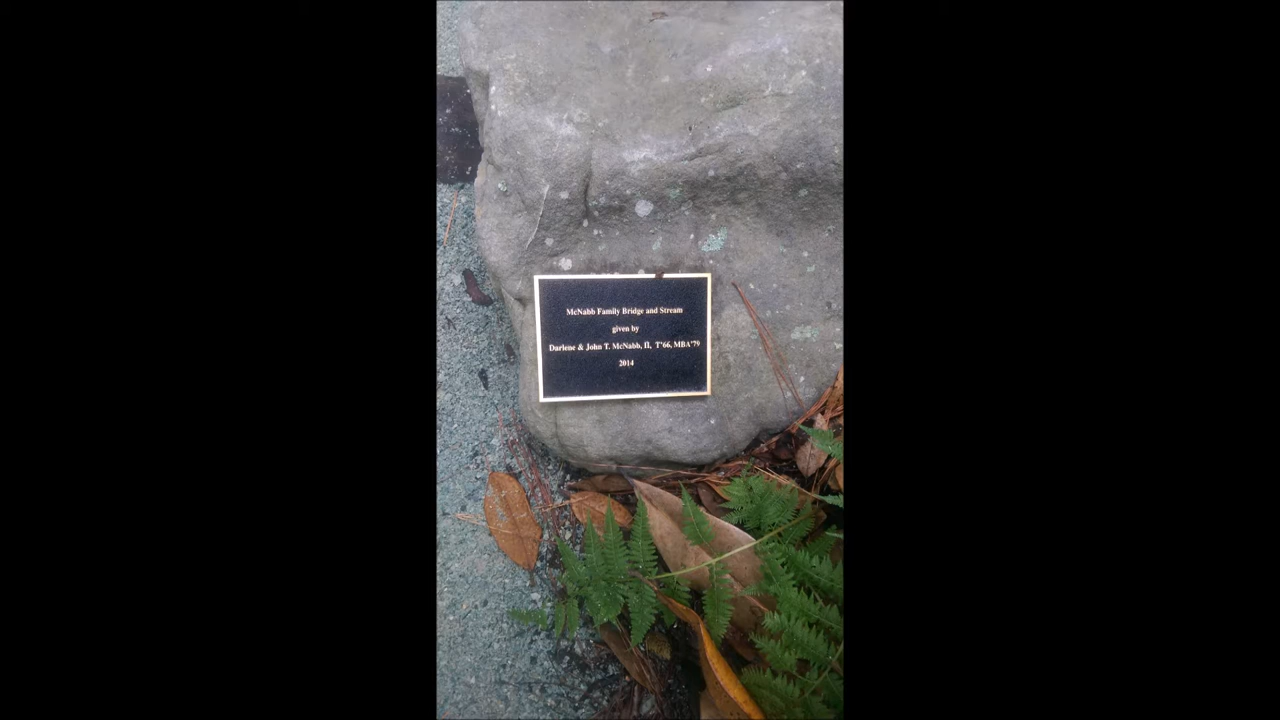 McNabb Family Bridge and Stream
given by
Darlene & John T. McNabb, II, T'66, MBA'79
2014